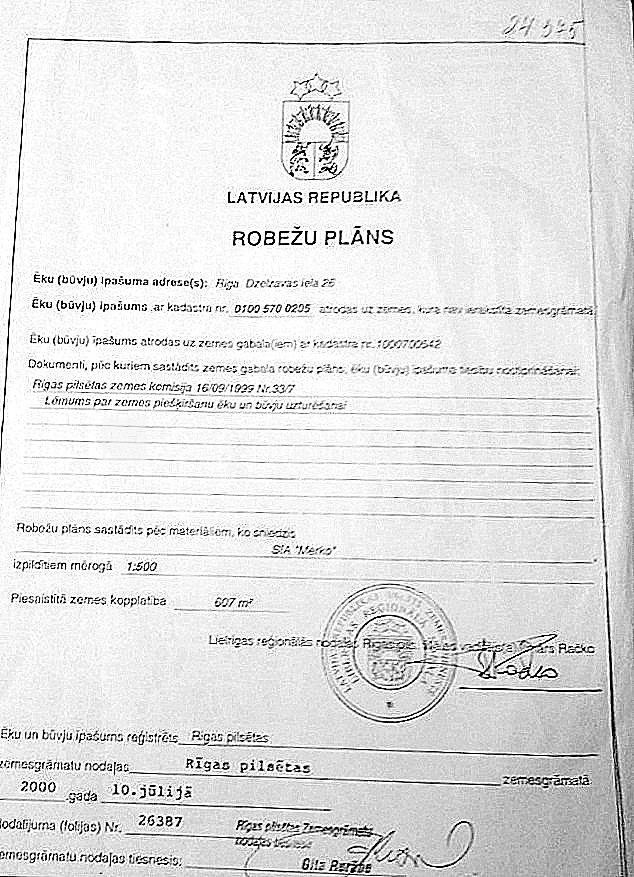 LATVIJAS REPUBLIKA
ROBEŽU PLĀNS
Ēku (būvju) īpašuma adrese(s): Rīga Dzelzavas iela 26
Ēku (būvju) īpašums ar kadastra nr. 0100 570 0205 atrodas uz zemes, kura nav ierakstīta zemesgrāmatā.
Ēku (būvju) īpašums atrodas uz zemes gabala(iem) ar kadastra nr.
Dokumenti, pēc kuriem sastādīts zemes gabala robežu plāns, ēku (būvju) īpašuma tiesību nostiprināšanai:
Rīgas pilsētas zemes komisija 16/09/1999 Nr.33/7
Lēmums par zemes piešķiršanu ēku un būvju uzturēšanai
Robežu plāns sastādīts pēc materiāliem, ko sniedzis
SIA "Merko"
izpildītiem mērogā 1:500
Piesaistītā zemes kopplatība 607 m²
Lielrīgas reģionālās nodaļas Rīgas pils. Račko
Ēku un būvju īpašums reģistrēts Rīgas pilsētas
zemesgrāmatu nodaļas Rīgas pilsētas zemesgrāmatā
2000 .gada 10.jūlijā
Nodalījuma (folijas) Nr. 26387 Rīgas pilsētas Zemesgrāmatu
nodaļas tiesnesis
zemesgrāmatu nodaļas tiesnesis: